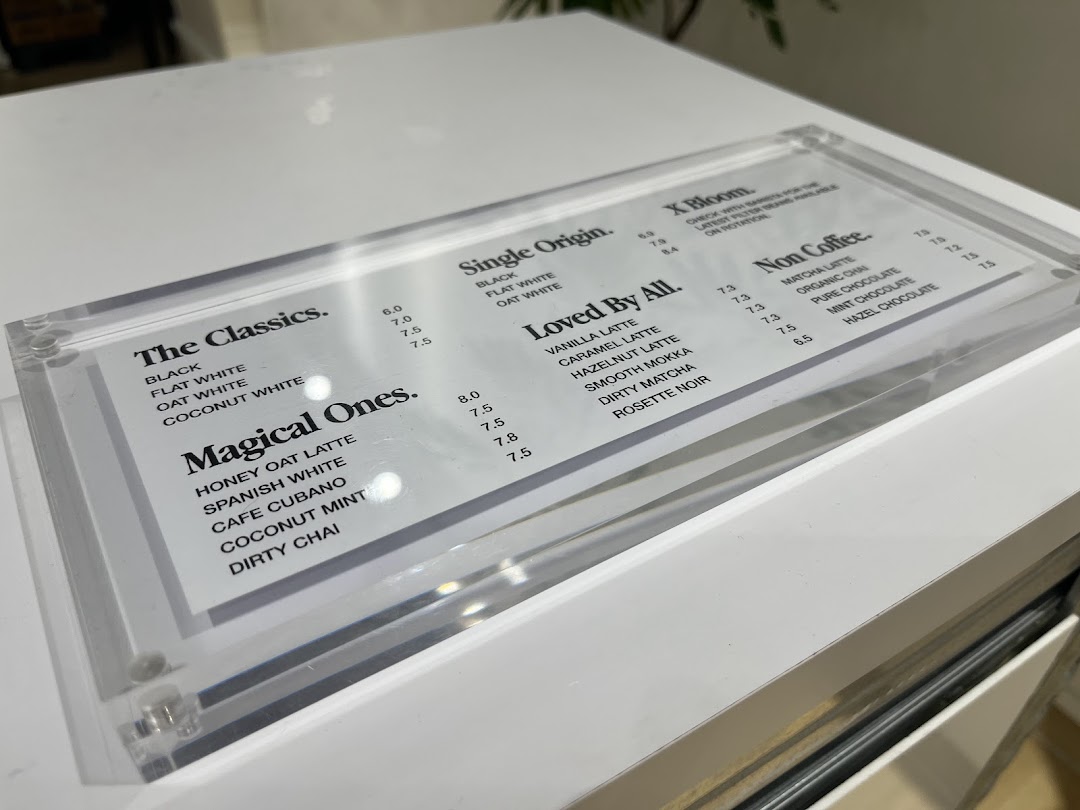 The Classics.
BLACK 6.0
FLAT WHITE 7.0
OAT WHITE 7.5
COCONUT WHITE 7.5
Magical Ones.
HONEY OAT LATTE 8.0
SPANISH WHITE 7.5
CAFE CUBANO 7.5
COCONUT MINT 7.8
DIRTY CHAI 7.5
Single Origin.
BLACK 6.9
FLAT WHITE 7.9
OAT WHITE 8.4
Loved By All.
VANILLA LATTE 7.3
CARAMEL LATTE 7.3
HAZELNUT LATTE 7.3
SMOOTH MOKKA 7.3
DIRTY MATCHA 7.5
ROSETTE NOIR 6.5
X Bloom.
CHECK WITH BARISTA FOR THE
LATEST FILTER BEANS AVAILABLE
ON ROTATION.
Non Coffee.
MATCHA LATTE 7.5
ORGANIC CHAI 7.5
PURE CHOCOLATE 7.2
MINT CHOCOLATE 7.5
HAZEL CHOCOLATE 7.5